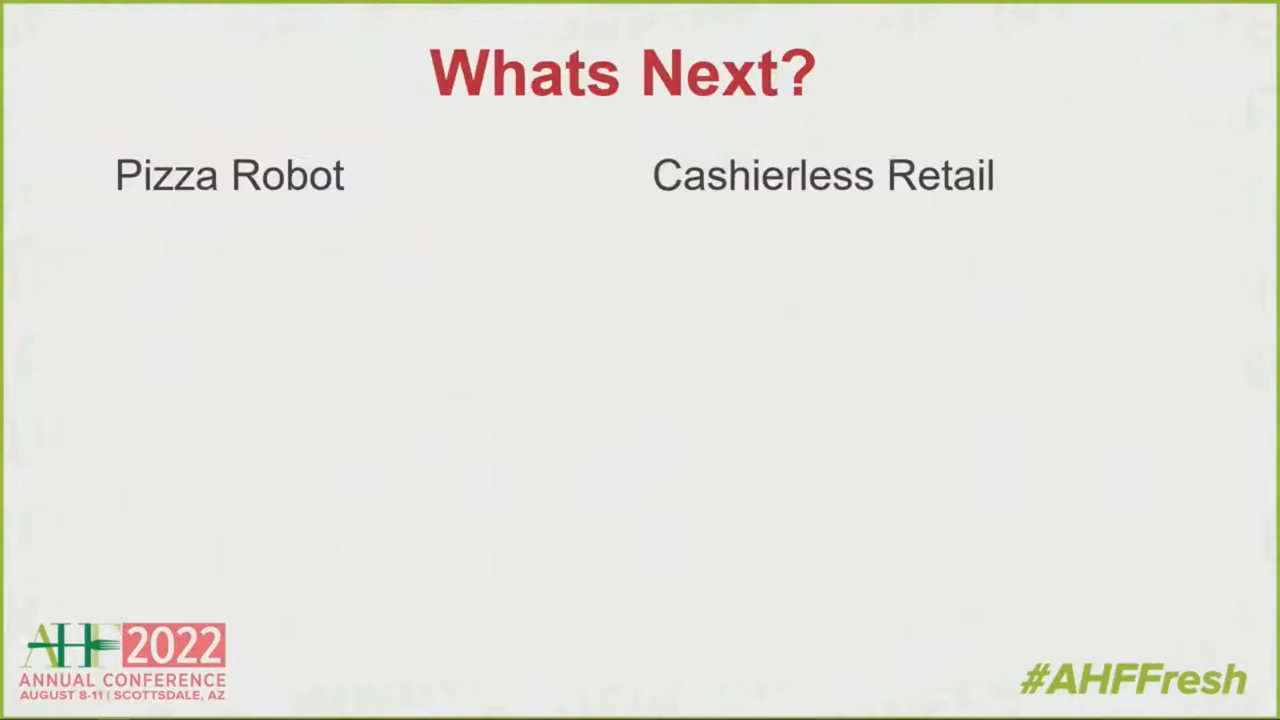 Whats Next?
Pizza Robot
Cashierless Retail
AHF 2022
ANNUAL CONFERENCE
AUGUST 8-11 | SCOTTSDALE, AZ
#AHFFresh